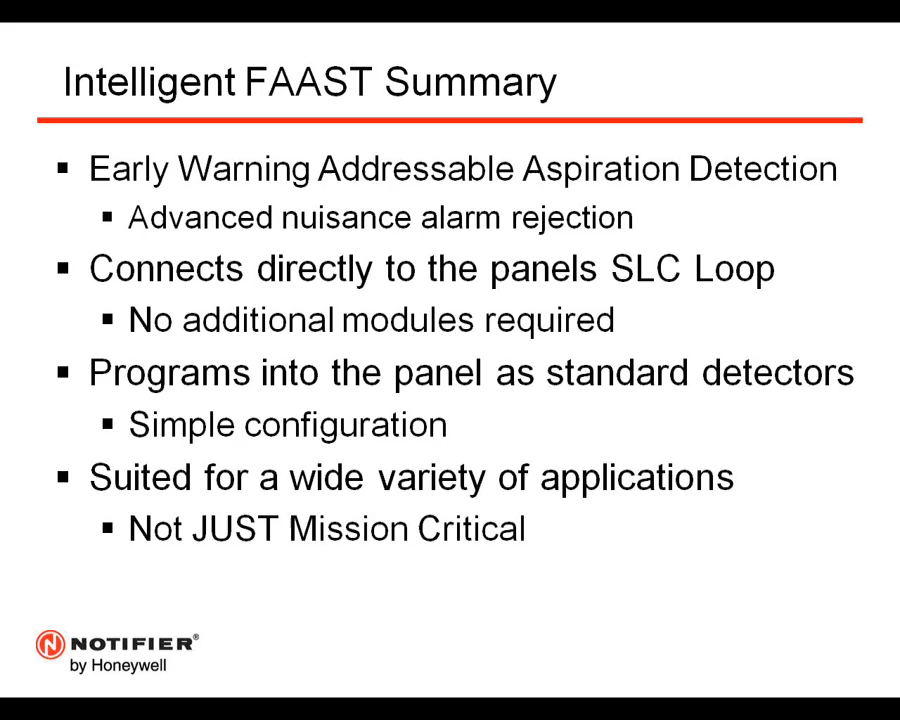 Intelligent FAAST Summary
▪ Early Warning Addressable Aspiration Detection
▪ Advanced nuisance alarm rejection
▪ Connects directly to the panels SLC Loop
▪ No additional modules required
▪ Programs into the panel as standard detectors
▪ Simple configuration
▪ Suited for a wide variety of applications
▪ Not JUST Mission Critical
N NOTIFIER®
by Honeywell